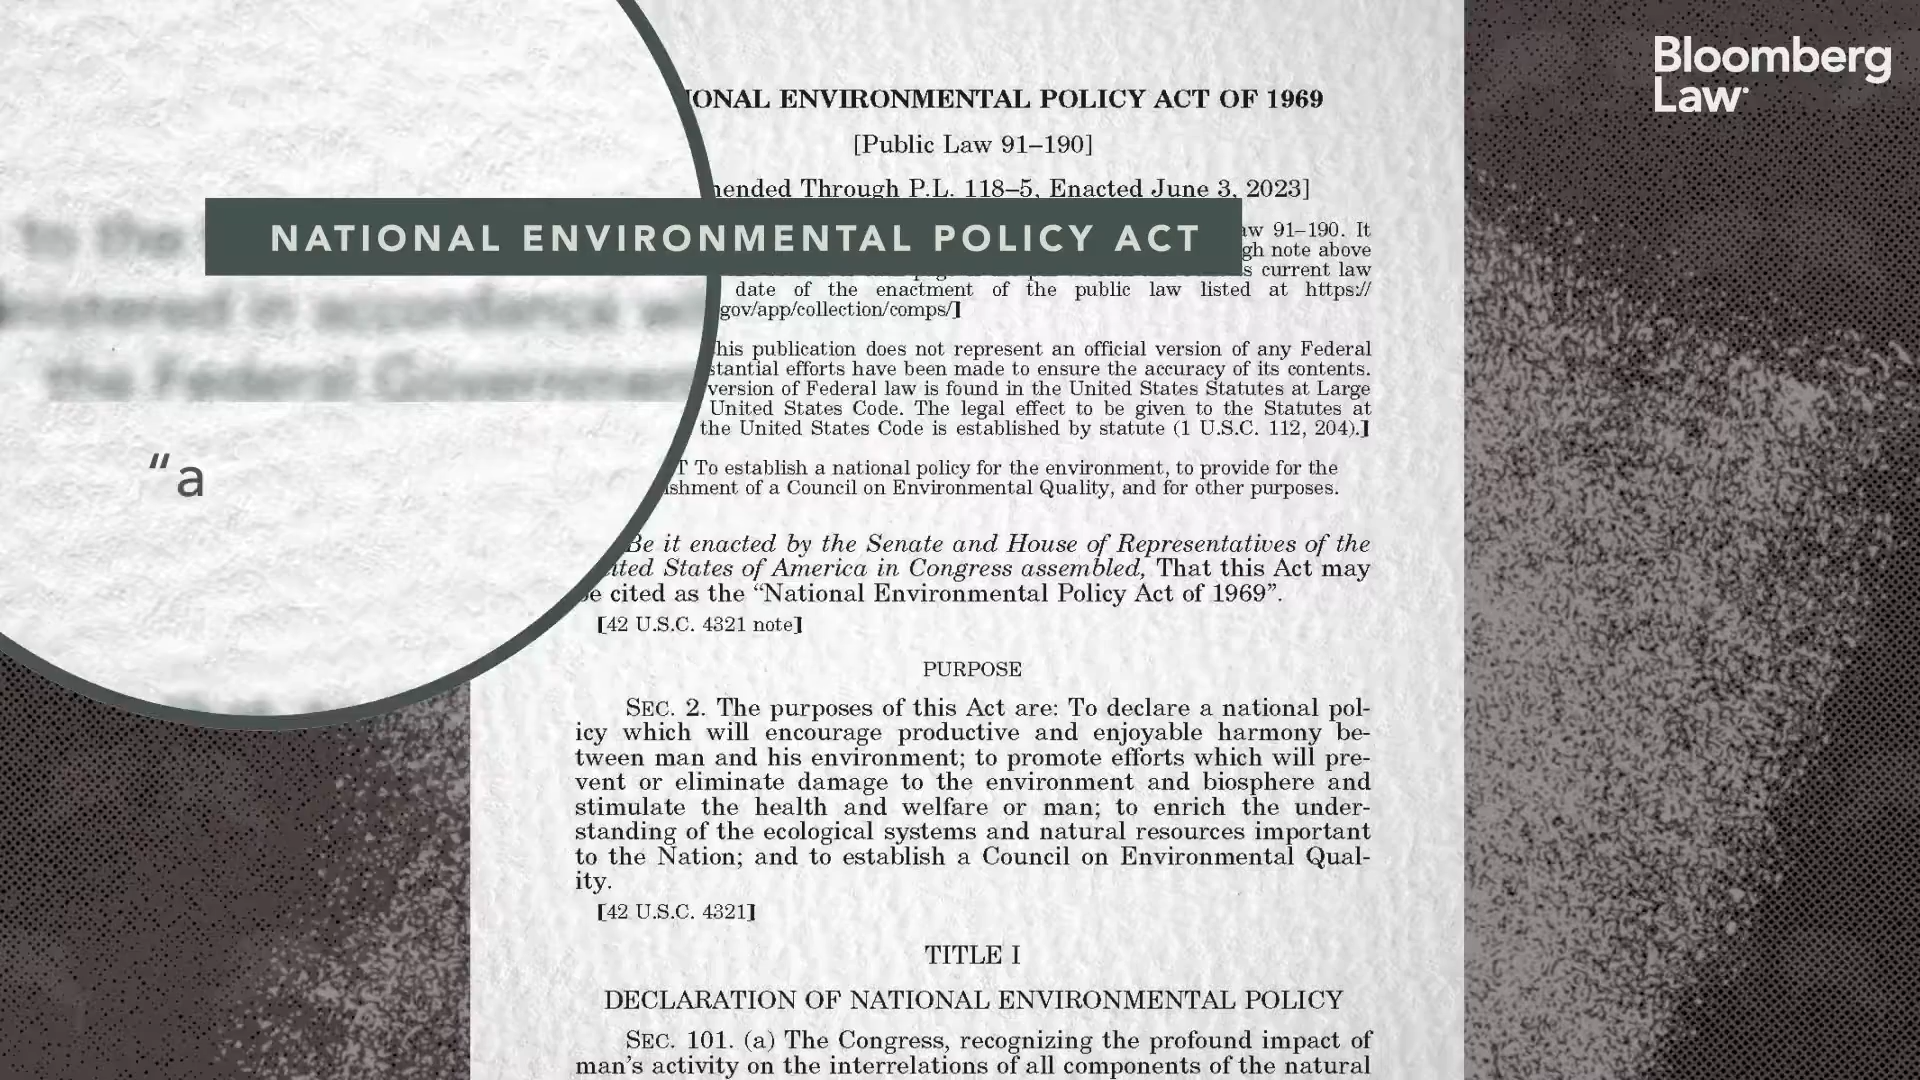 Bloomberg
Law
IONAL ENVIRONMENTAL POLICY ACT OF 1969
[Public Law 91–190]
ended Through P.L. 118–5, Enacted June 3, 2023]
to the
NATIONAL ENVIRONMENTAL POLICY ACT
aw 91–190. It
gh note above
s current law
date of the enactment of the public law listed at https://
gov/app/collection/comps/]
in accordance
his publication does not represent an official version of any Federal
stantial efforts have been made to ensure the accuracy of its contents.
the Federal
version of Federal law is found in the United States Statutes at Large
United States Code. The legal effect to be given to the Statutes at
the United States Code is established by statute (1 U.S.C. 112, 204).]
“a
T To establish a national policy for the environment, to provide for the
shment of a Council on Environmental Quality, and for other purposes.
Be it enacted by the Senate and House of Representatives of the
ited States of America in Congress assembled, That this Act may
e cited as the “National Environmental Policy Act of 1969”.
[42 U.S.C. 4321 note]
PURPOSE
SEC. 2. The purposes of this Act are: To declare a national pol-
icy which will encourage productive and enjoyable harmony be-
tween man and his environment; to promote efforts which will pre-
vent or eliminate damage to the environment and biosphere and
stimulate the health and welfare or man; to enrich the under-
standing of the ecological systems and natural resources important
to the Nation; and to establish a Council on Environmental Qual-
ity.
[42 U.S.C. 4321]
TITLE I
DECLARATION OF NATIONAL ENVIRONMENTAL POLICY
SEC. 101. (a) The Congress, recognizing the profound impact of
man’s activity on the interrelations of all components of the natural